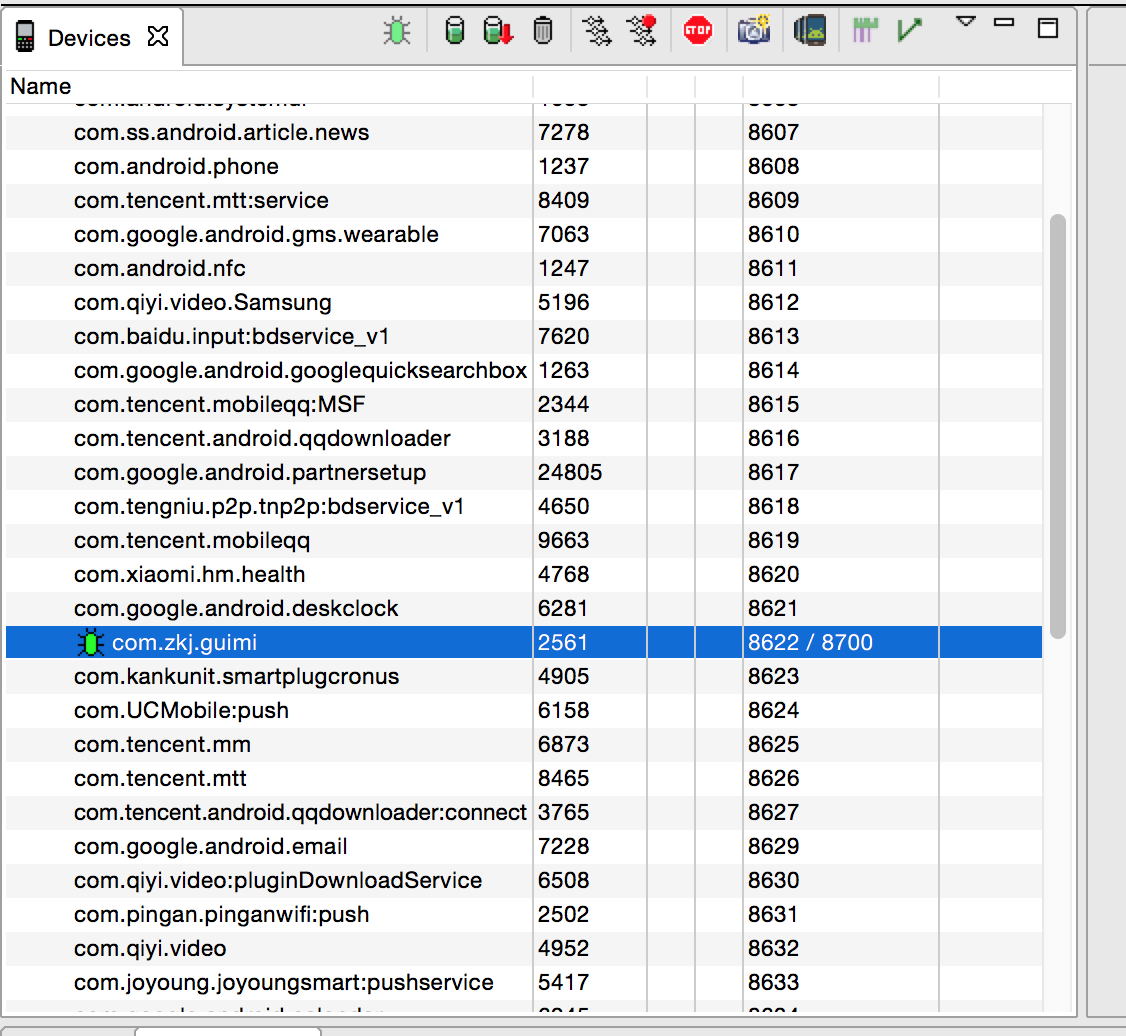 Devices
STOP
Name
com.ss.android.article.news 7278 8607
com.android.phone 1237 8608
com.tencent.mtt:service 8409 8609
com.google.android.gms.wearable 7063 8610
com.android.nfc 1247 8611
com.qiyi.video.Samsung 5196 8612
com.baidu.input:bdservice_v1 7620 8613
com.google.android.googlequicksearchbox 1263 8614
com.tencent.mobileqq:MSF 2344 8615
com.tencent.android.qqdownloader 3188 8616
com.google.android.partnersetup 24805 8617
com.tengniu.p2p.tnp2p:bdservice_v1 4650 8618
com.tencent.mobileqq 9663 8619
com.xiaomi.hm.health 4768 8620
com.google.android.deskclock 6281 8621
com.zkj.guimi 2561 8622 / 8700
com.kankunit.smartplugcronus 4905 8623
com.UCMobile:push 6158 8624
com.tencent.mm 6873 8625
com.tencent.mtt 8465 8626
com.tencent.android.qqdownloader:connect 3765 8627
com.google.android.email 7228 8629
com.qiyi.video:pluginDownloadService 6508 8630
com.pingan.pinganwifi:push 2502 8631
com.qiyi.video 4952 8632
com.joyoung.joyoungsmart:pushservice 5417 8633